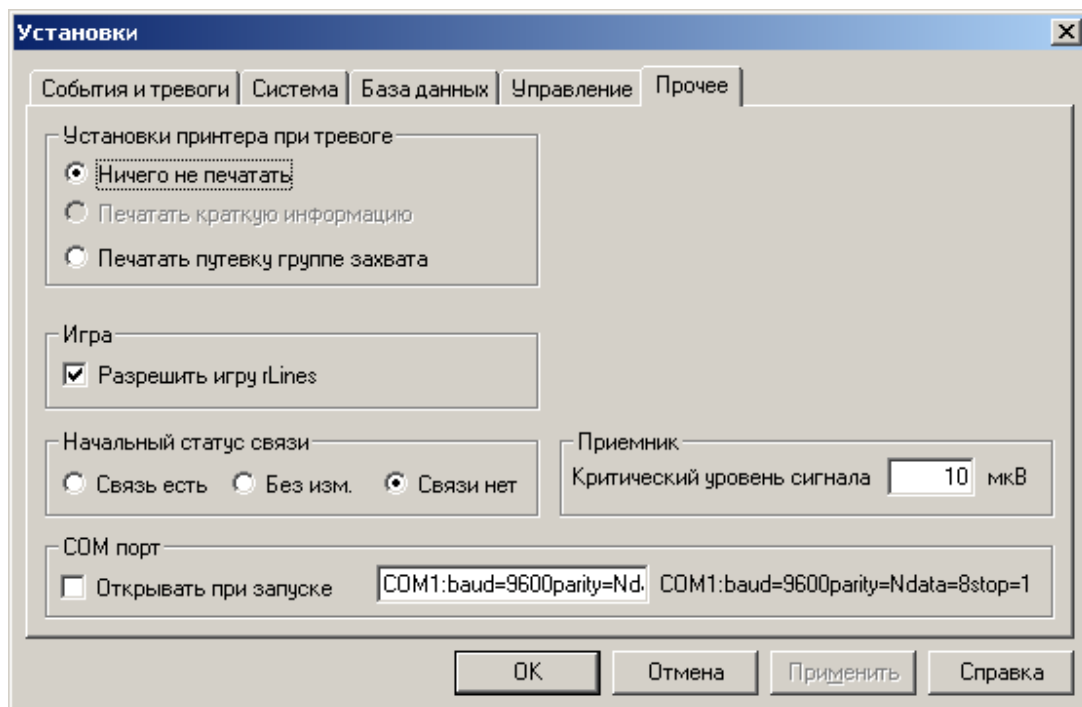 Установки
События и тревоги Система База данных Управление Прочее
Установки принтера при тревоге
Ничего не печатать
Печатать краткую информацию
Печатать путевку группе захвата
Игра
Разрешить игру rLines
Начальный статус связи
Связь есть Без изм. Связи нет
Приемник
Критический уровень сигнала 10 мкВ
COM порт
Открывать при запуске COM1:baud=9600parity=Nd COM1:baud=9600parity=Ndata=8stop=1
OK Отмена Применить Справка